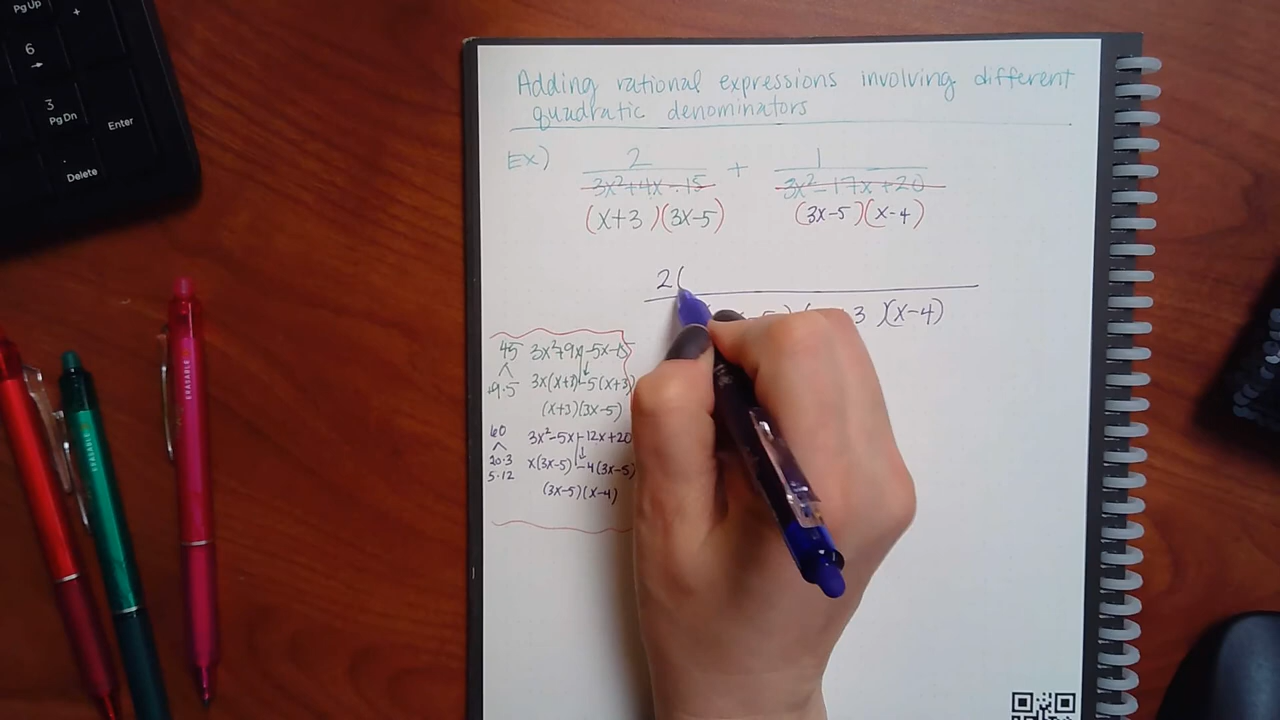 PgUp
+
6
3
PgDn
Enter
.
Delete
ERASABLE
ERASABLE
Adding rational expressions involving different
quadratic denominators
Ex) 2 + 1
3x²+4x-15 3x²-17x+20
(x+3)(3x-5) (3x-5)(x-4)
2(
3 )(x-4)
45 3x²+9x-5x-15
+9·5 3x(x+3)-5(x+3)
(x+3)(3x-5)
60 3x²-5x-12x+20
20·3 x(3x-5)-4(3x-5)
5·12
(3x-5)(x-4)